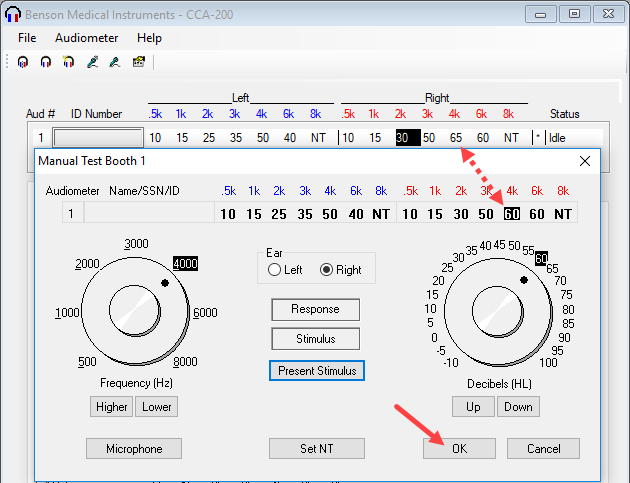 Benson Medical Instruments - CCA-200
File Audiometer Help
Left Right
Aud # ID Number .5k 1k 2k 3k 4k 6k 8k .5k 1k 2k 3k 4k 6k 8k Status
1 10 15 25 35 50 40 NT 10 15 30 50 65 60 NT * Idle
Manual Test Booth 1
Audiometer Name/SSN/ID .5k 1k 2k 3k 4k 6k 8k .5k 1k 2k 3k 4k 6k 8k
1 10 15 25 35 50 40 NT 10 15 30 50 60 60 NT
500
1000
2000
3000
4000
6000
8000
Frequency (Hz)
Higher Lower
Microphone
Ear
Left Right
Response
Stimulus
Present Stimulus
Set NT
-10
-5
0
5
10
15
20
25
30
35
40
45
50
55
60
65
70
75
80
85
90
95
100
Decibels (HL)
Up Down
OK Cancel